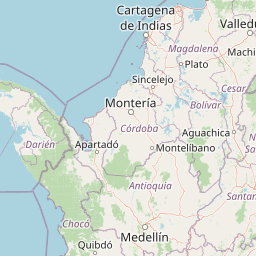 Cartagena
de Indias
Valledu
Magdalena
Machi
Plato
Sincelejo
Cesar
Montería
Bolívar
Córdoba
Aguachica
Darién
Apartadó
Montelíbano
Antioquia
Santander
Chocó
Medellín
Quibdó